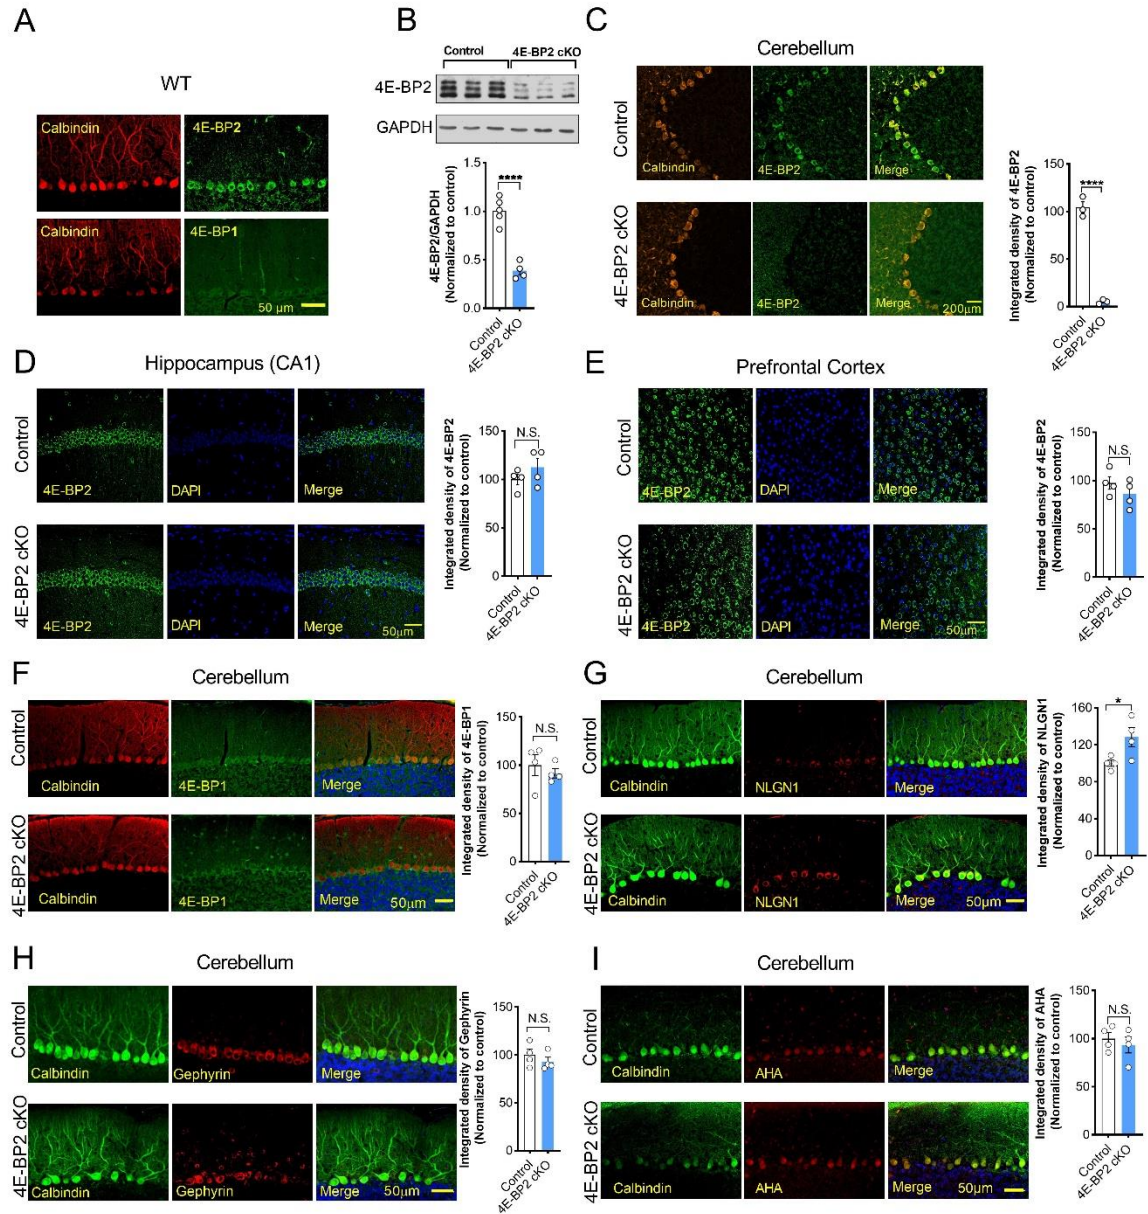 A
WT
Calbindin
4E-BP2
Calbindin
4E-BP1
50 µm
B
Control
4E-BP2 cKO
4E-BP2
GAPDH
4E-BP2/GAPDH
(Normalized to control)
1.5
1.0
0.5
0.0
****
Control
4E-BP2 cKO
C
Cerebellum
Control
Calbindin
4E-BP2
Merge
4E-BP2 cKO
Calbindin
4E-BP2
Merge
200µm
Integrated density of 4E-BP2
(Normalized to control)
150
100
50
0
****
Control
4E-BP2 cKO
D
Hippocampus (CA1)
Control
4E-BP2
DAPI
Merge
4E-BP2 cKO
4E-BP2
DAPI
Merge
50µm
Integrated density of 4E-BP2
(Normalized to control)
150
100
50
0
N.S.
Control
4E-BP2 cKO
E
Prefrontal Cortex
Control
4E-BP2
DAPI
Merge
4E-BP2 cKO
4E-BP2
DAPI
Merge
50µm
Integrated density of 4E-BP2
(Normalized to control)
150
100
50
0
N.S.
Control
4E-BP2 cKO
F
Cerebellum
Control
Calbindin
4E-BP1
Merge
4E-BP2 cKO
Calbindin
4E-BP1
Merge
50µm
Integrated density of 4E-BP1
(Normalized to control)
150
100
50
0
N.S.
Control
4E-BP2 cKO
G
Cerebellum
Control
Calbindin
NLGN1
Merge
4E-BP2 cKO
Calbindin
NLGN1
Merge
50µm
Integrated density of NLGN1
(Normalized to control)
160
120
80
40
0
*
Control
4E-BP2 cKO
H
Cerebellum
Control
Calbindin
Gephyrin
Merge
4E-BP2 cKO
Calbindin
Gephyrin
Merge
50µm
Integrated density of Gephyrin
(Normalized to control)
150
100
50
0
N.S.
Control
4E-BP2 cKO
I
Cerebellum
Control
Calbindin
AHA
Merge
4E-BP2 cKO
Calbindin
AHA
Merge
50µm
Integrated density of AHA
(Normalized to control)
150
100
50
0
N.S.
Control
4E-BP2 cKO